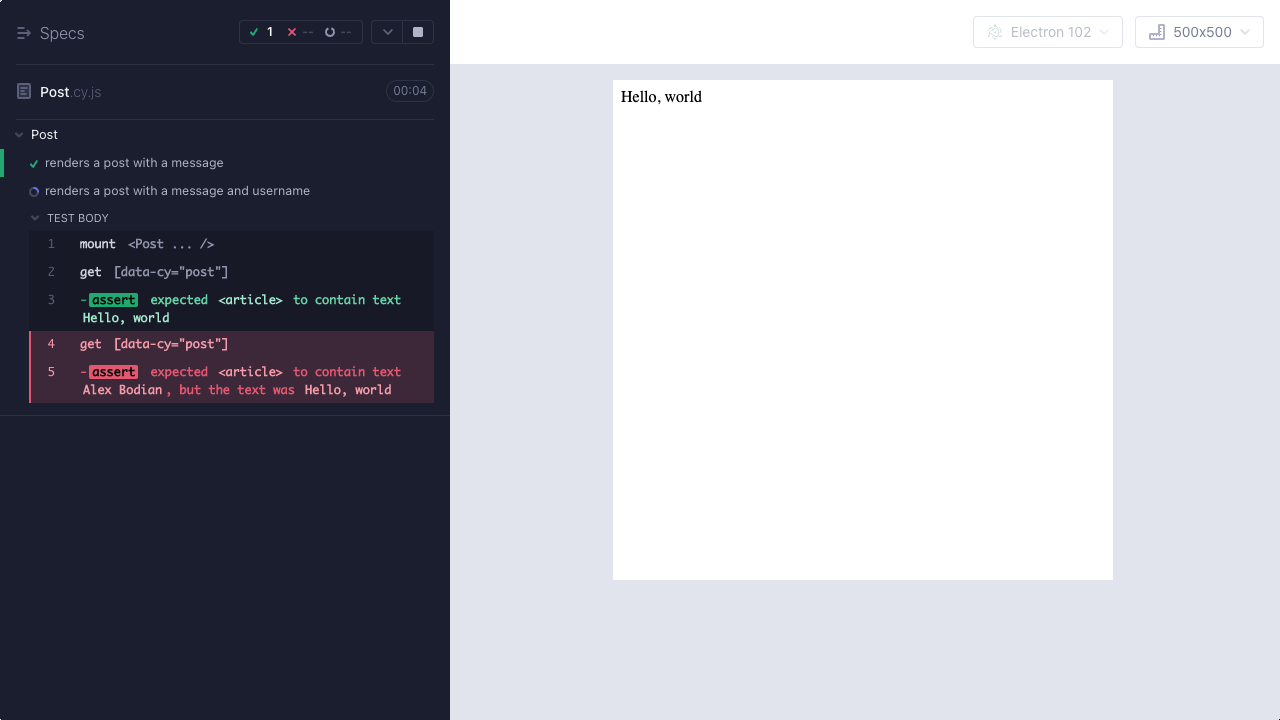 Specs
1
--
--
Electron 102
500x500
Post.cy.js
00:04
Hello, world
Post
renders a post with a message
renders a post with a message and username
TEST BODY
1 mount <Post ... />
2 get [data-cy="post"]
3 -assert expected <article> to contain text
Hello, world
4 get [data-cy="post"]
5 -assert expected <article> to contain text
Alex Bodian, but the text was Hello, world